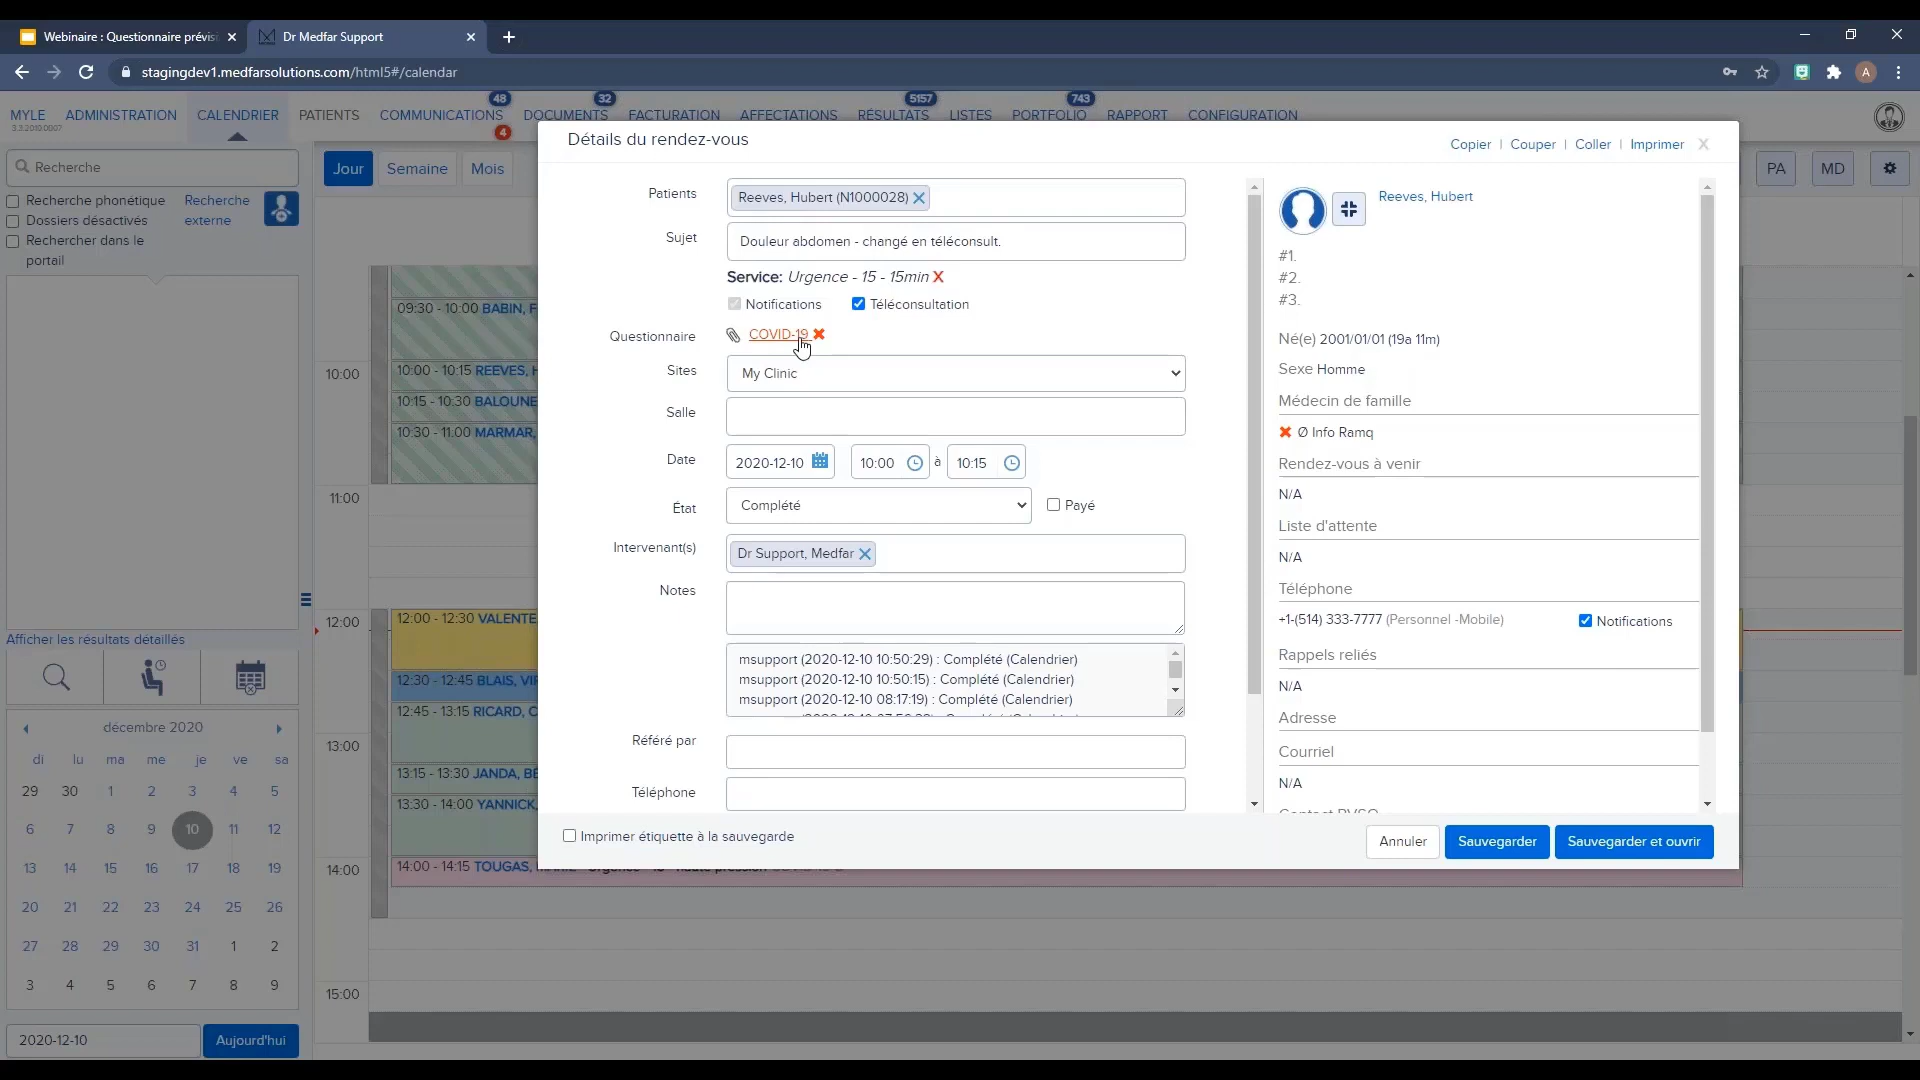 Webinaire : Questionnaire prévis
Dr Medfar Support
stagingdev1.medfarsolutions.com/html5#/calendar
MYLE
3.3.2010.0007
ADMINISTRATION
CALENDRIER
PATIENTS
COMMUNICATIONS
48
4
DOCUMENTS
32
FACTURATION
AFFECTATIONS
RÉSULTATS
5157
LISTES
PORTFOLIO
743
RAPPORT
CONFIGURATION
A
Recherche
Recherche phonétique
Dossiers désactivés
Rechercher dans le
portail
Recherche
externe
Afficher les résultats détaillés
décembre 2020
di lu ma me je ve sa
29 30 1 2 3 4 5
6 7 8 9 10 11 12
13 14 15 16 17 18 19
20 21 22 23 24 25 26
27 28 29 30 31 1 2
3 4 5 6 7 8 9
2020-12-10
Aujourd'hui
Jour
Semaine
Mois
PA
MD
10:00
11:00
12:00
13:00
14:00
15:00
09:30 - 10:00 BABIN, F
10:00 - 10:15 REEVES, H
10:15 - 10:30 BALOUNE
10:30 - 11:00 MARMAR,
12:00 - 12:30 VALENTE
12:30 - 12:45 BLAIS, VIR
12:45 - 13:15 RICARD, C
13:15 - 13:30 JANDA, BE
13:30 - 14:00 YANNICK,
14:00 - 14:15 TOUGAS,
Détails du rendez-vous
Copier | Couper | Coller | Imprimer X
Patients
Reeves, Hubert (N1000028)
Sujet
Douleur abdomen - changé en téléconsult.
Service: Urgence - 15 - 15min X
Notifications
Téléconsultation
Questionnaire
COVID-19
Sites
My Clinic
Salle
Date
2020-12-10
10:00
à
10:15
État
Complété
Payé
Intervenant(s)
Dr Support, Medfar
Notes
msupport (2020-12-10 10:50:29) : Complété (Calendrier)
msupport (2020-12-10 10:50:15) : Complété (Calendrier)
msupport (2020-12-10 08:17:19) : Complété (Calendrier)
Référé par
Téléphone
Imprimer étiquette à la sauvegarde
Annuler
Sauvegarder
Sauvegarder et ouvrir
Reeves, Hubert
#1.
#2.
#3.
Né(e) 2001/01/01 (19a 11m)
Sexe Homme
Médecin de famille
Ø Info Ramq
Rendez-vous à venir
N/A
Liste d'attente
N/A
Téléphone
+1-(514) 333-7777 (Personnel -Mobile)
Notifications
Rappels reliés
N/A
Adresse
Courriel
N/A